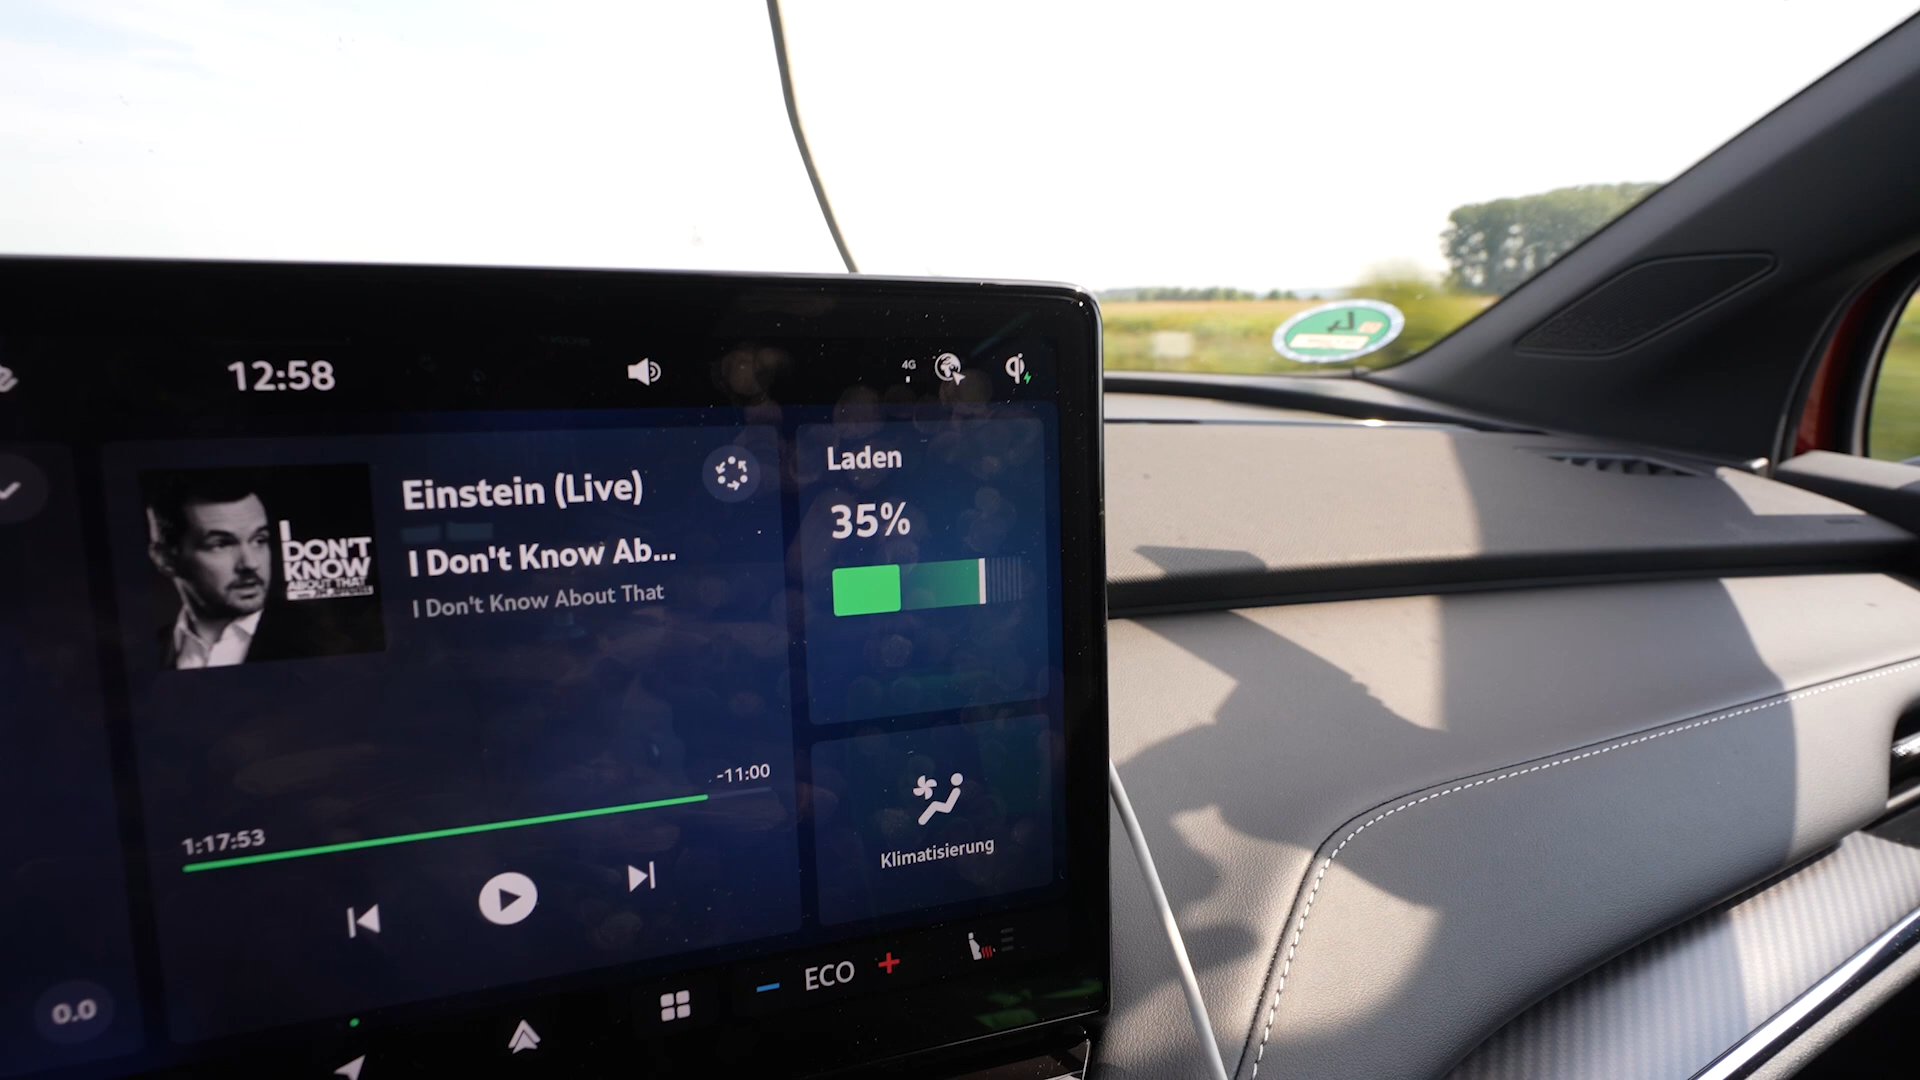 12:58
4G
Einstein (Live)
I Don't Know Ab...
I Don't Know About That
I
DON'T
KNOW
ABOUT THAT
Laden
35%
-11:00
1:17:53
Klimatisierung
ECO
0.0